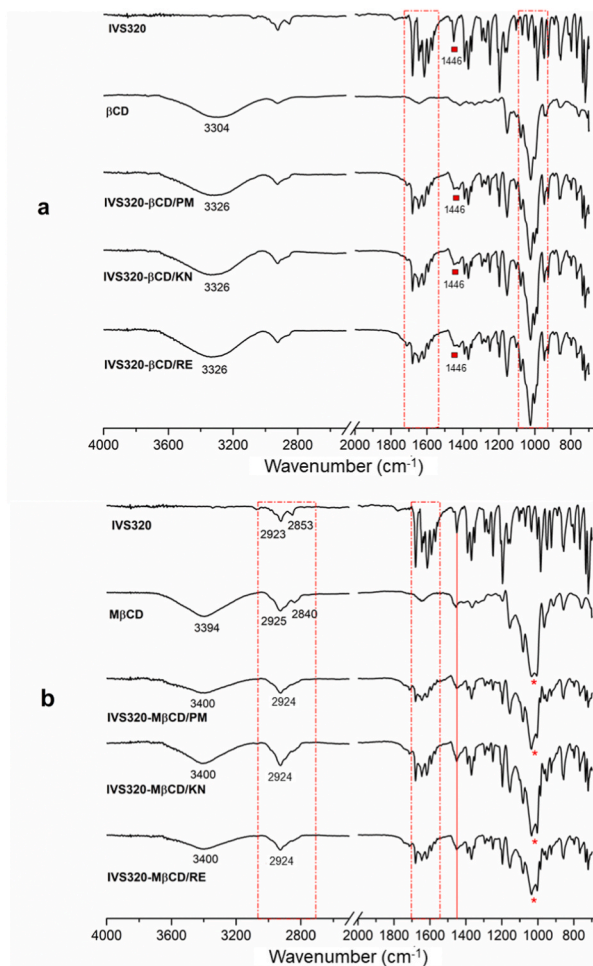 IVS320
1446
βCD
3304
a
IVS320-βCD/PM
3326
1446
IVS320-βCD/KN
3326
1446
IVS320-βCD/RE
3326
1446
4000 3600 3200 2800 2000 1600 1400 1200 1000 800
Wavenumber (cm-1)
IVS320
2923 2853
MβCD
3394
2925 2840
b
3400
2924
*
IVS320-MβCD/PM
3400
2924
*
IVS320-MβCD/KN
3400
2924
*
IVS320-MβCD/RE
4000 3600 3200 2800 2000 1800 1600 1400 1200 1000 800
Wavenumber (cm-1)